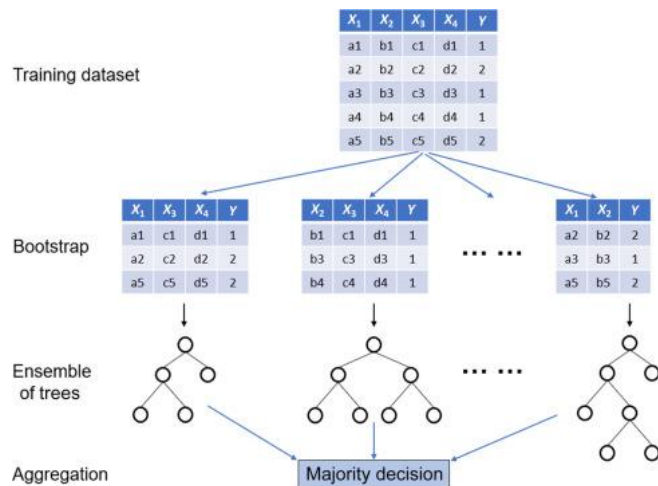 X1 X2 X3 X4 Y
a1 b1 c1 d1 1
a2 b2 c2 d2 2
Training dataset
a3 b3 c3 d3 1
a4 b4 c4 d4 1
a5 b5 c5 d5 2
X1 X3 X4 Y
a1 c1 d1 1
a2 c2 d2 2
a5 c5 d5 2
X2 X3 X4 Y
b1 c1 d1 1
b3 c3 d3 1
b4 c4 d4 1
X1 X2 Y
a2 b2 2
a3 b3 1
a5 b5 2
Bootstrap
... ...
Ensemble
of trees
... ...
Aggregation
Majority decision